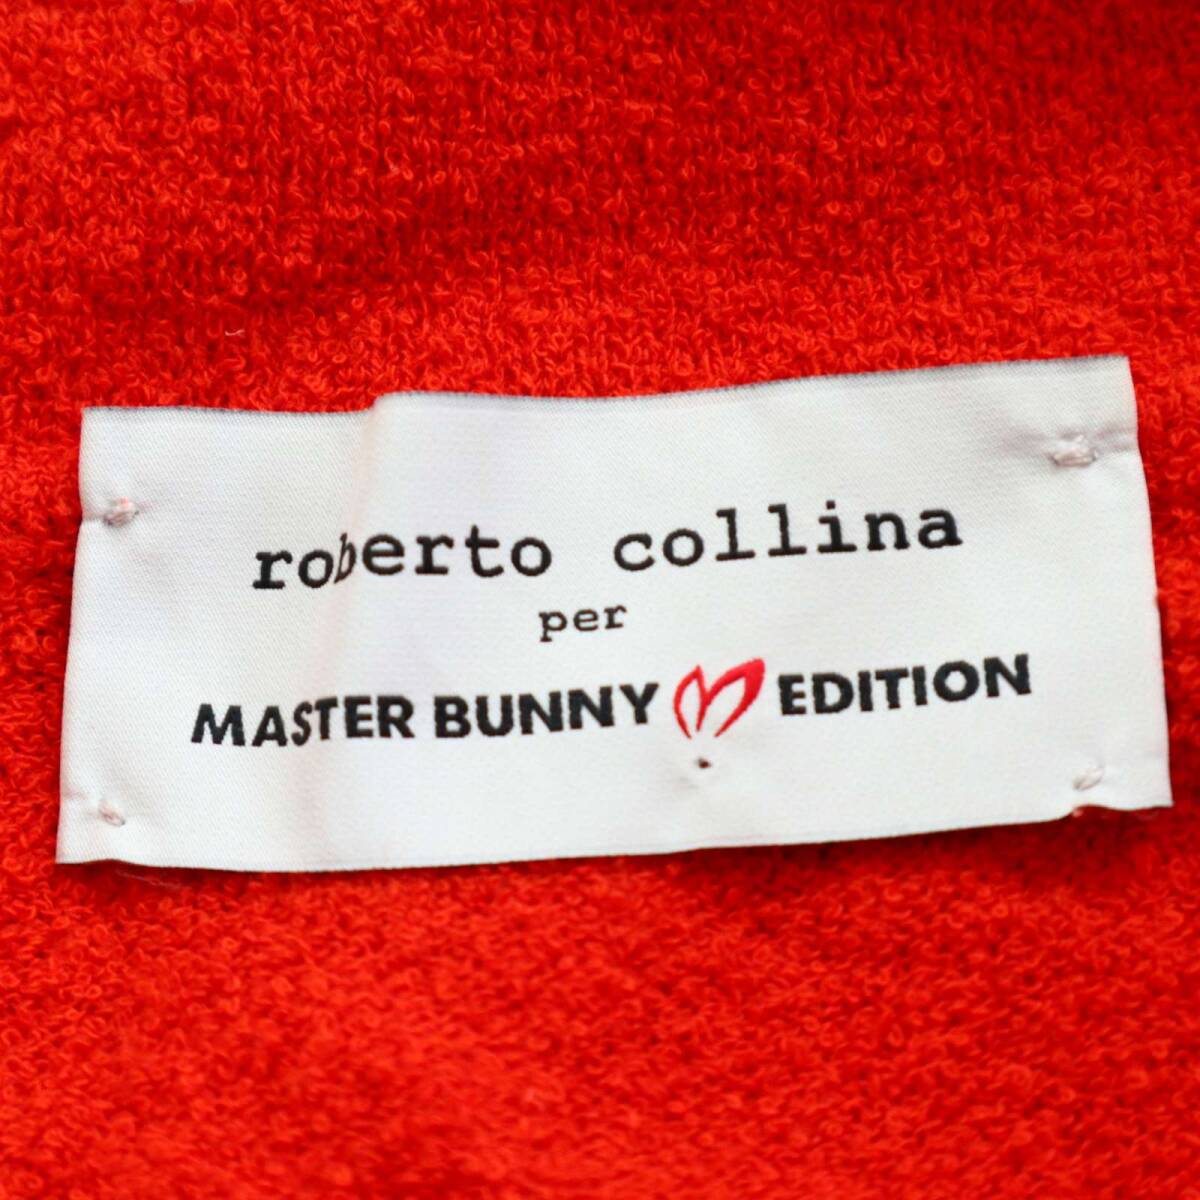 roberto collina
per
MASTER BUNNY EDITION